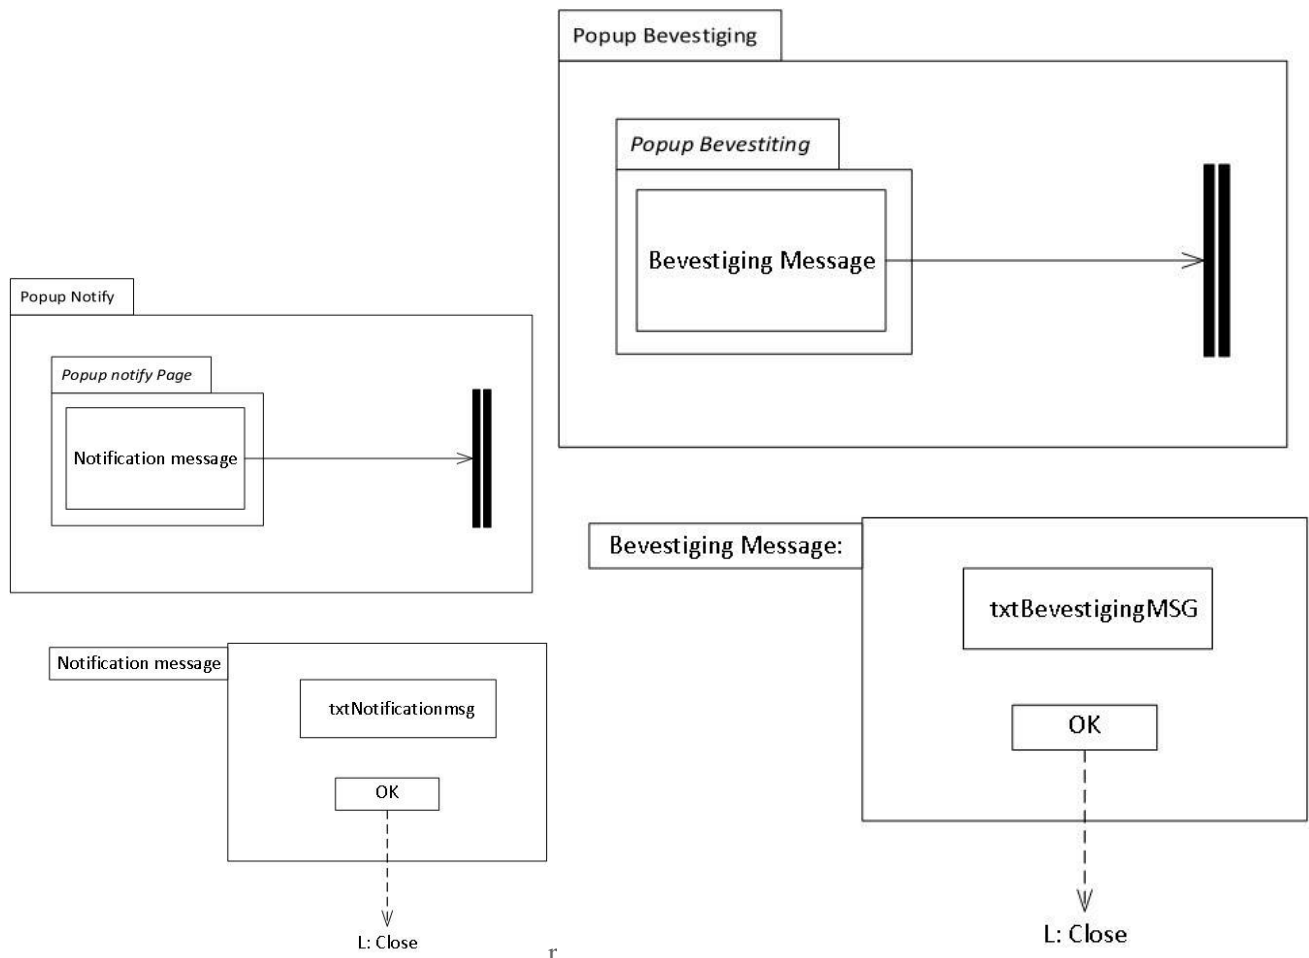 Popup Bevestiging
Popup Bevestiting
Bevestiging Message
Popup Notify
Popup notify Page
Notification message
Bevestiging Message:
txtBevestigingMSG
OK
L: Close
Notification message
txtNotificationmsg
OK
L: Close
r